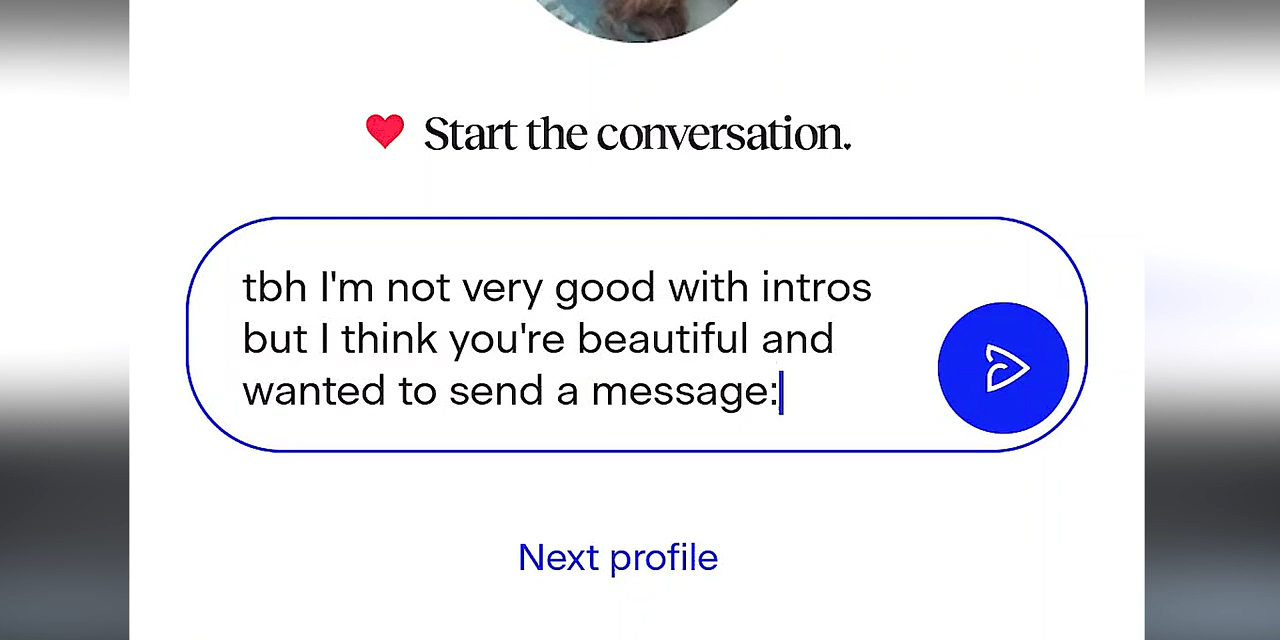 Start the conversation.
tbh I'm not very good with intros
but I think you're beautiful and
wanted to send a message:
Next profile